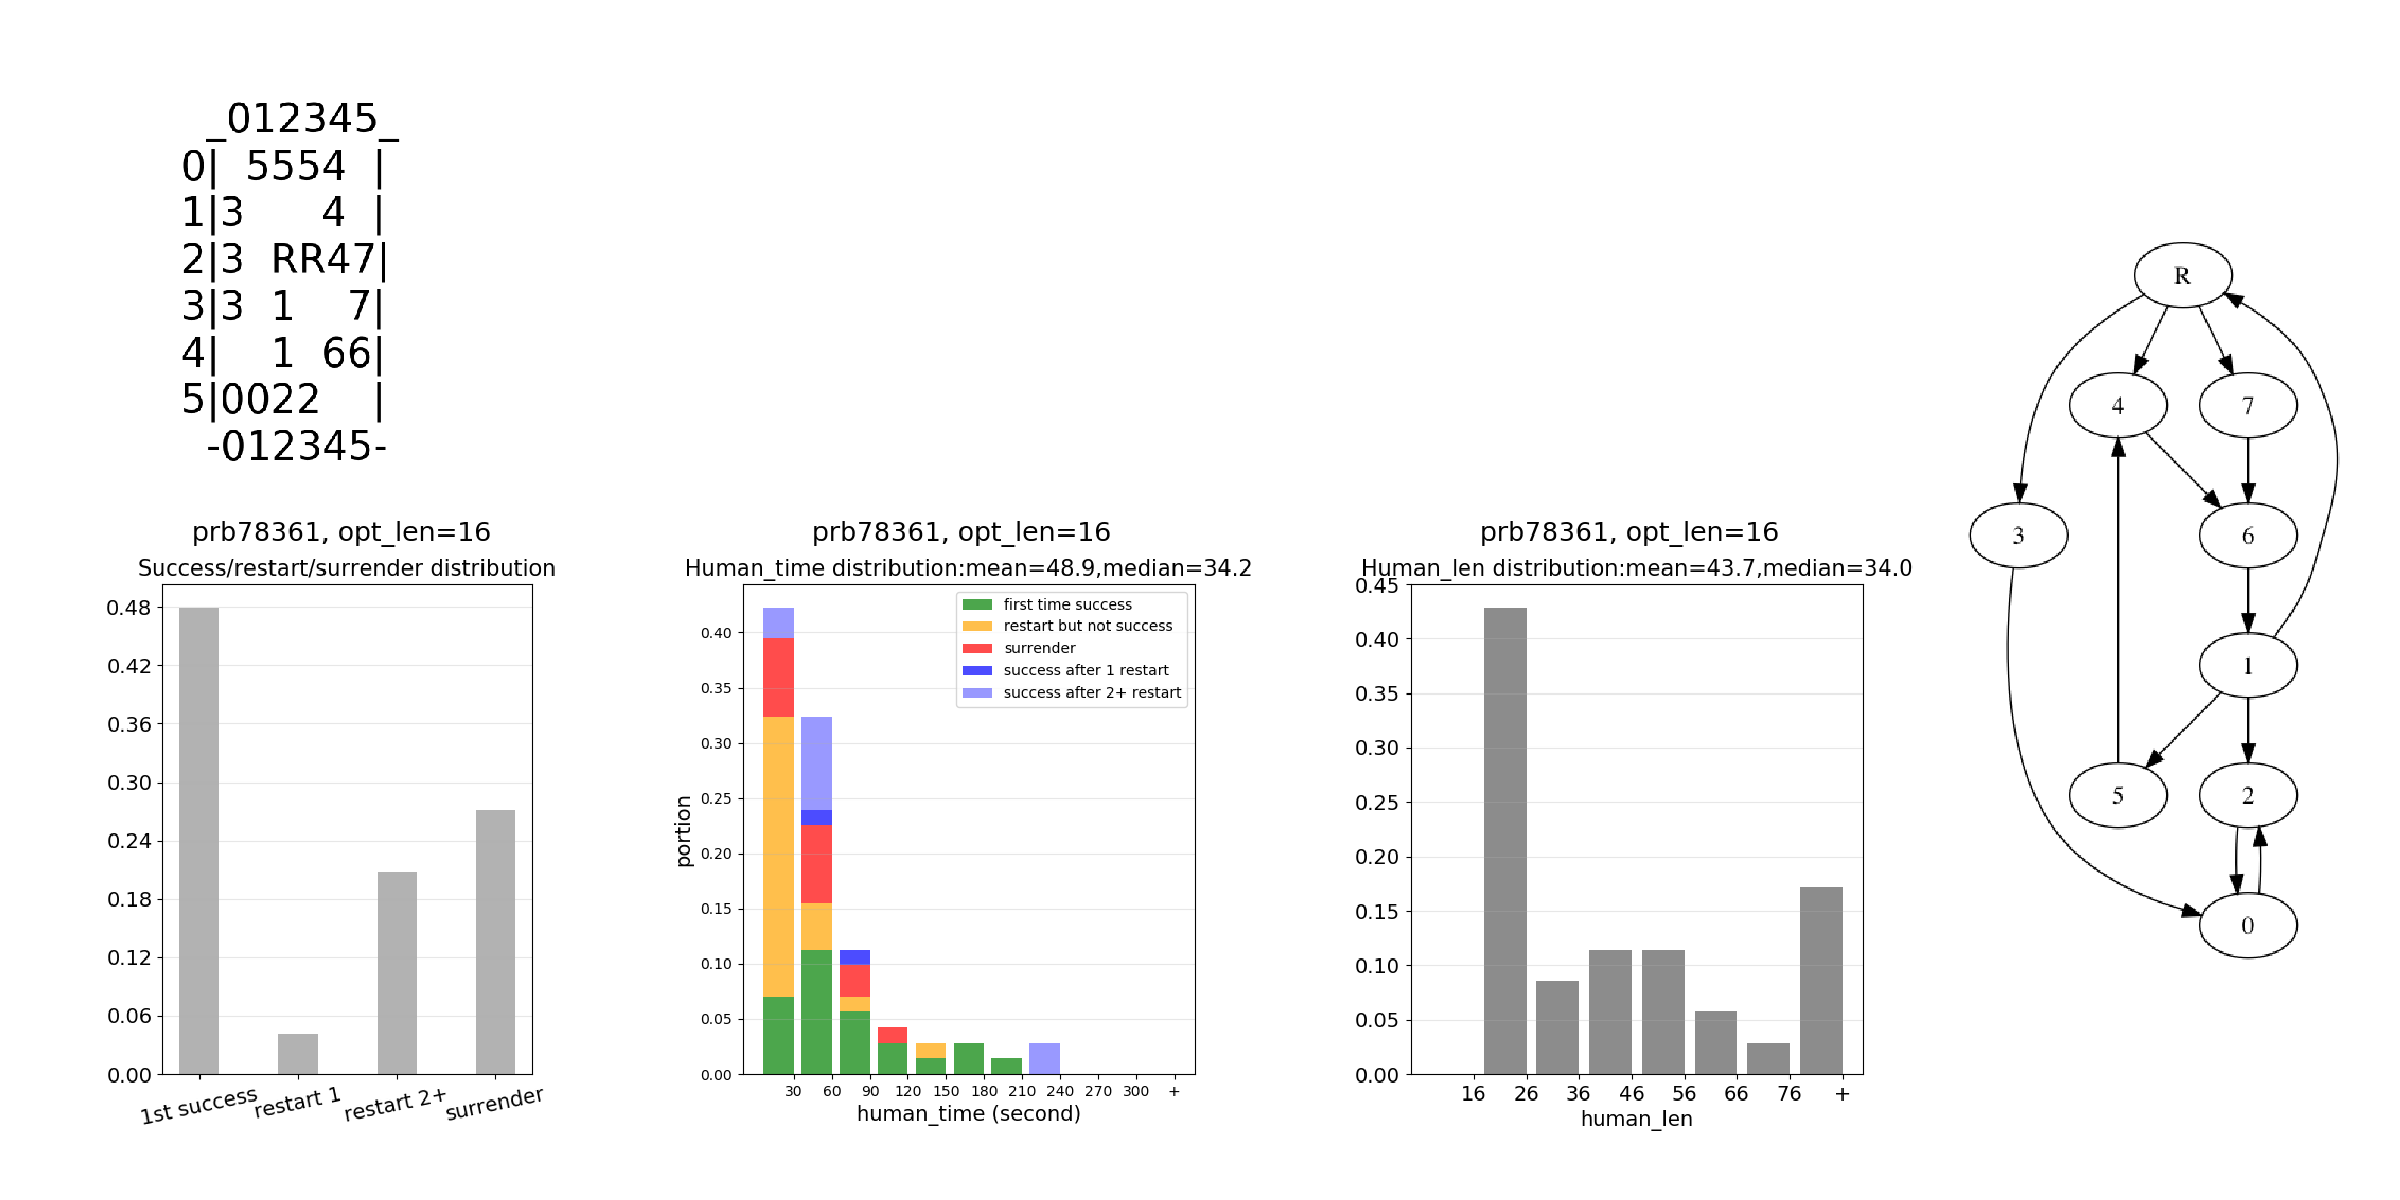 _012345_
0| 5554 |
1|3   4 |
2|3 RR47|
3|3 1  7|
4|  1 66|
5|0022  |
-012345-
prb78361, opt_len=16
Success/restart/surrender distribution
0.48
0.42
0.36
0.30
0.24
0.18
0.12
0.06
0.00
1st success
restart 1
restart 2+
surrender
prb78361, opt_len=16
Human_time distribution:mean=48.9,median=34.2
first time success
restart but not success
surrender
success after 1 restart
success after 2+ restart
portion
0.40
0.35
0.30
0.25
0.20
0.15
0.10
0.05
0.00
30 60 90 120 150 180 210 240 270 300 +
human_time (second)
prb78361, opt_len=16
Human_len distribution:mean=43.7,median=34.0
0.45
0.40
0.35
0.30
0.25
0.20
0.15
0.10
0.05
0.00
16 26 36 46 56 66 76 +
human_len
R
4 7
3 6
1
5 2
0